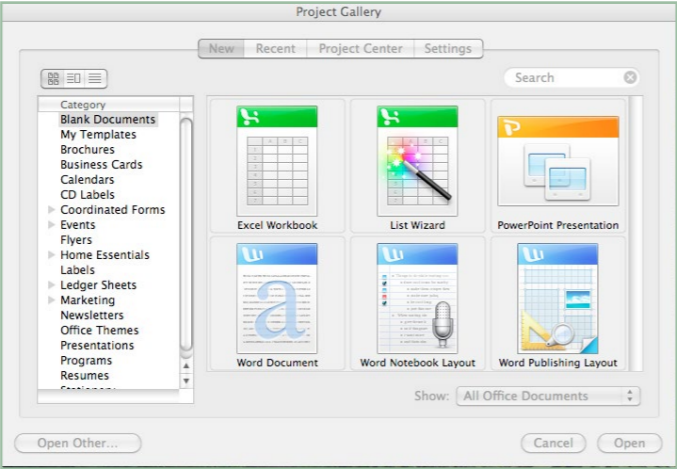 Project Gallery
New Recent Project Center Settings
Search
Category
Blank Documents
My Templates
Brochures
Business Cards
Calendars
CD Labels
Coordinated Forms
Events
Flyers
Home Essentials
Labels
Ledger Sheets
Marketing
Newsletters
Office Themes
Presentations
Programs
Resumes
Stationery
Excel Workbook
List Wizard
PowerPoint Presentation
Word Document
Word Notebook Layout
Word Publishing Layout
Show: All Office Documents
Open Other...
Cancel
Open